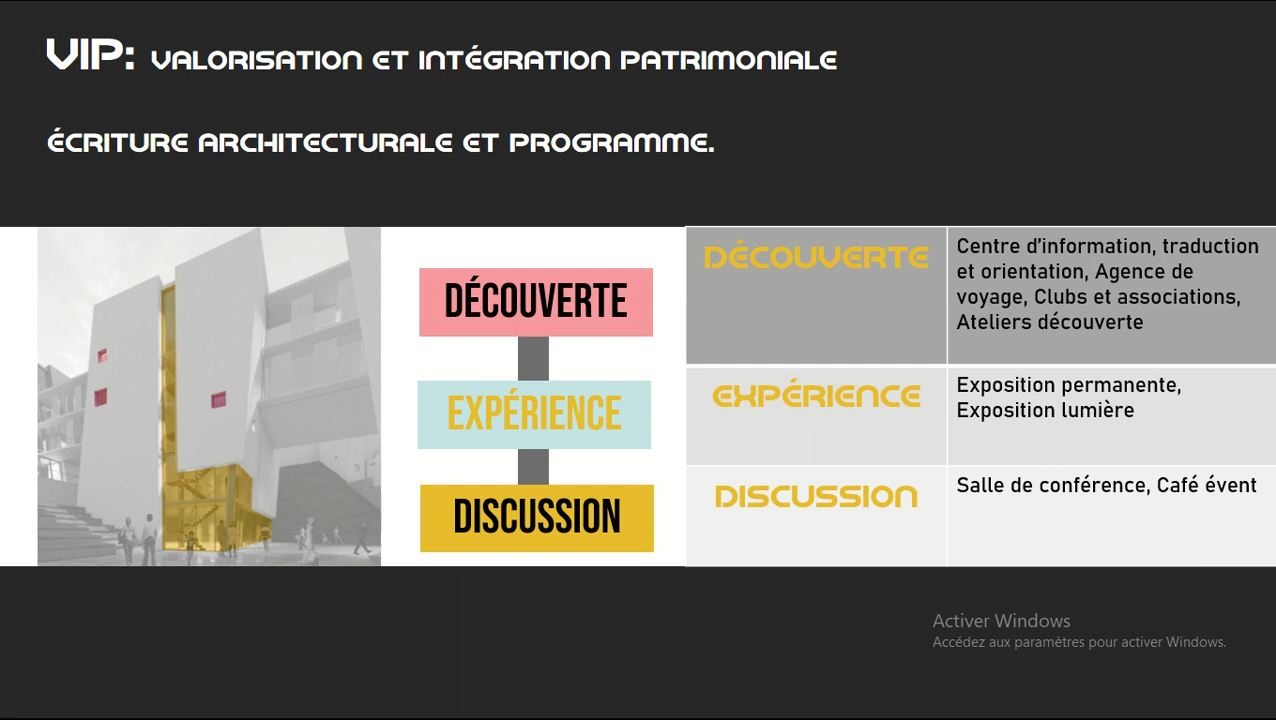 VIP: VALORISATION ET INTÉGRATION PATRIMONIALE
ÉCRITURE ARCHITECTURALE ET PROGRAMME.
DÉCOUVERTE
EXPÉRIENCE
DISCUSSION
DÉCOUVERTE
Centre d'information, traduction
et orientation, Agence de
voyage, Clubs et associations,
Ateliers découverte
EXPÉRIENCE
Exposition permanente,
Exposition lumière
DISCUSSION
Salle de conférence, Café évent
Activer Windows
Accédez aux paramètres pour activer Windows.